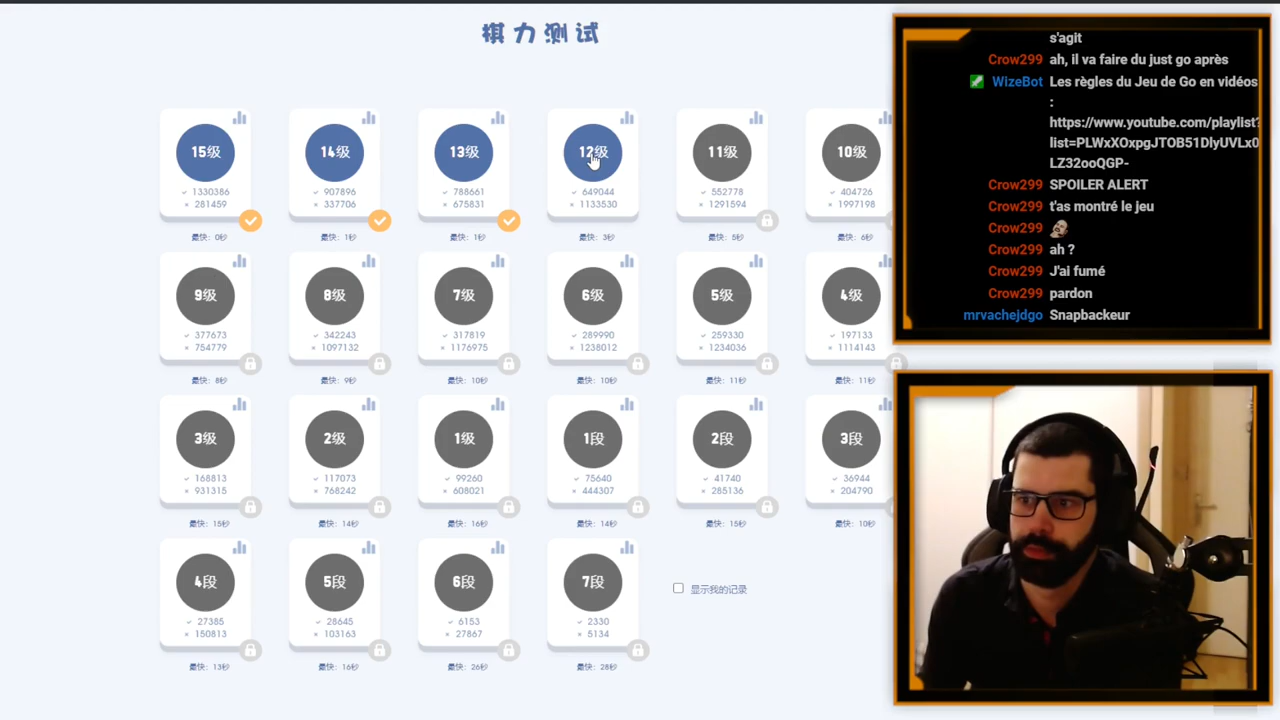 棋力测试
15级
✓ 1330386
× 281459
最快：0秒
14级
✓ 907896
× 337706
最快：1秒
13级
✓ 788661
× 675831
最快：1秒
12级
✓ 649044
× 1133530
最快：3秒
11级
✓ 552778
× 1291594
最快：5秒
10级
✓ 404726
× 1997198
最快：6秒
9级
✓ 377673
× 754779
最快：8秒
8级
✓ 342243
× 1097132
最快：9秒
7级
✓ 317819
× 1176975
最快：10秒
6级
✓ 289990
× 1238012
最快：10秒
5级
✓ 259330
× 1234036
最快：11秒
4级
✓ 197133
× 1114143
最快：11秒
3级
✓ 168813
× 931315
最快：15秒
2级
✓ 117073
× 768242
最快：14秒
1级
✓ 99260
× 608021
最快：16秒
1段
✓ 75640
× 444307
最快：14秒
2段
✓ 41740
× 285136
最快：15秒
3段
✓ 36944
× 204790
最快：10秒
4段
✓ 27385
× 150813
最快：13秒
5段
✓ 28645
× 103163
最快：16秒
6段
✓ 6153
× 27867
最快：26秒
7段
✓ 2330
× 5134
最快：28秒
显示我的记录
s'agit
Crow299 ah, il va faire du just go après
WizeBot Les règles du Jeu de Go en vidéos
:
https://www.youtube.com/playlist?
list=PLWxXOxpgJTOB51DlyUVLx0
LZ32ooQGP-
Crow299 SPOILER ALERT
Crow299 t'as montré le jeu
Crow299
Crow299 ah ?
Crow299 J'ai fumé
Crow299 pardon
mrvachejdgo Snapbackeur